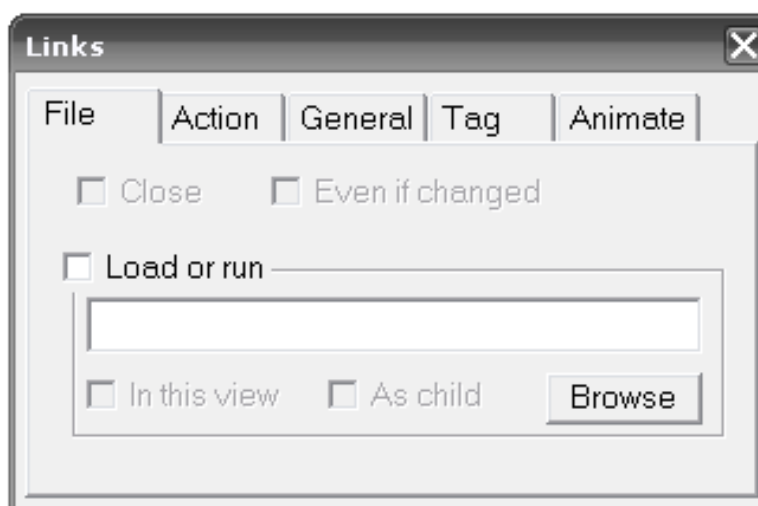 Links
File Action General Tag Animate
Close Even if changed
Load or run
In this view As child Browse